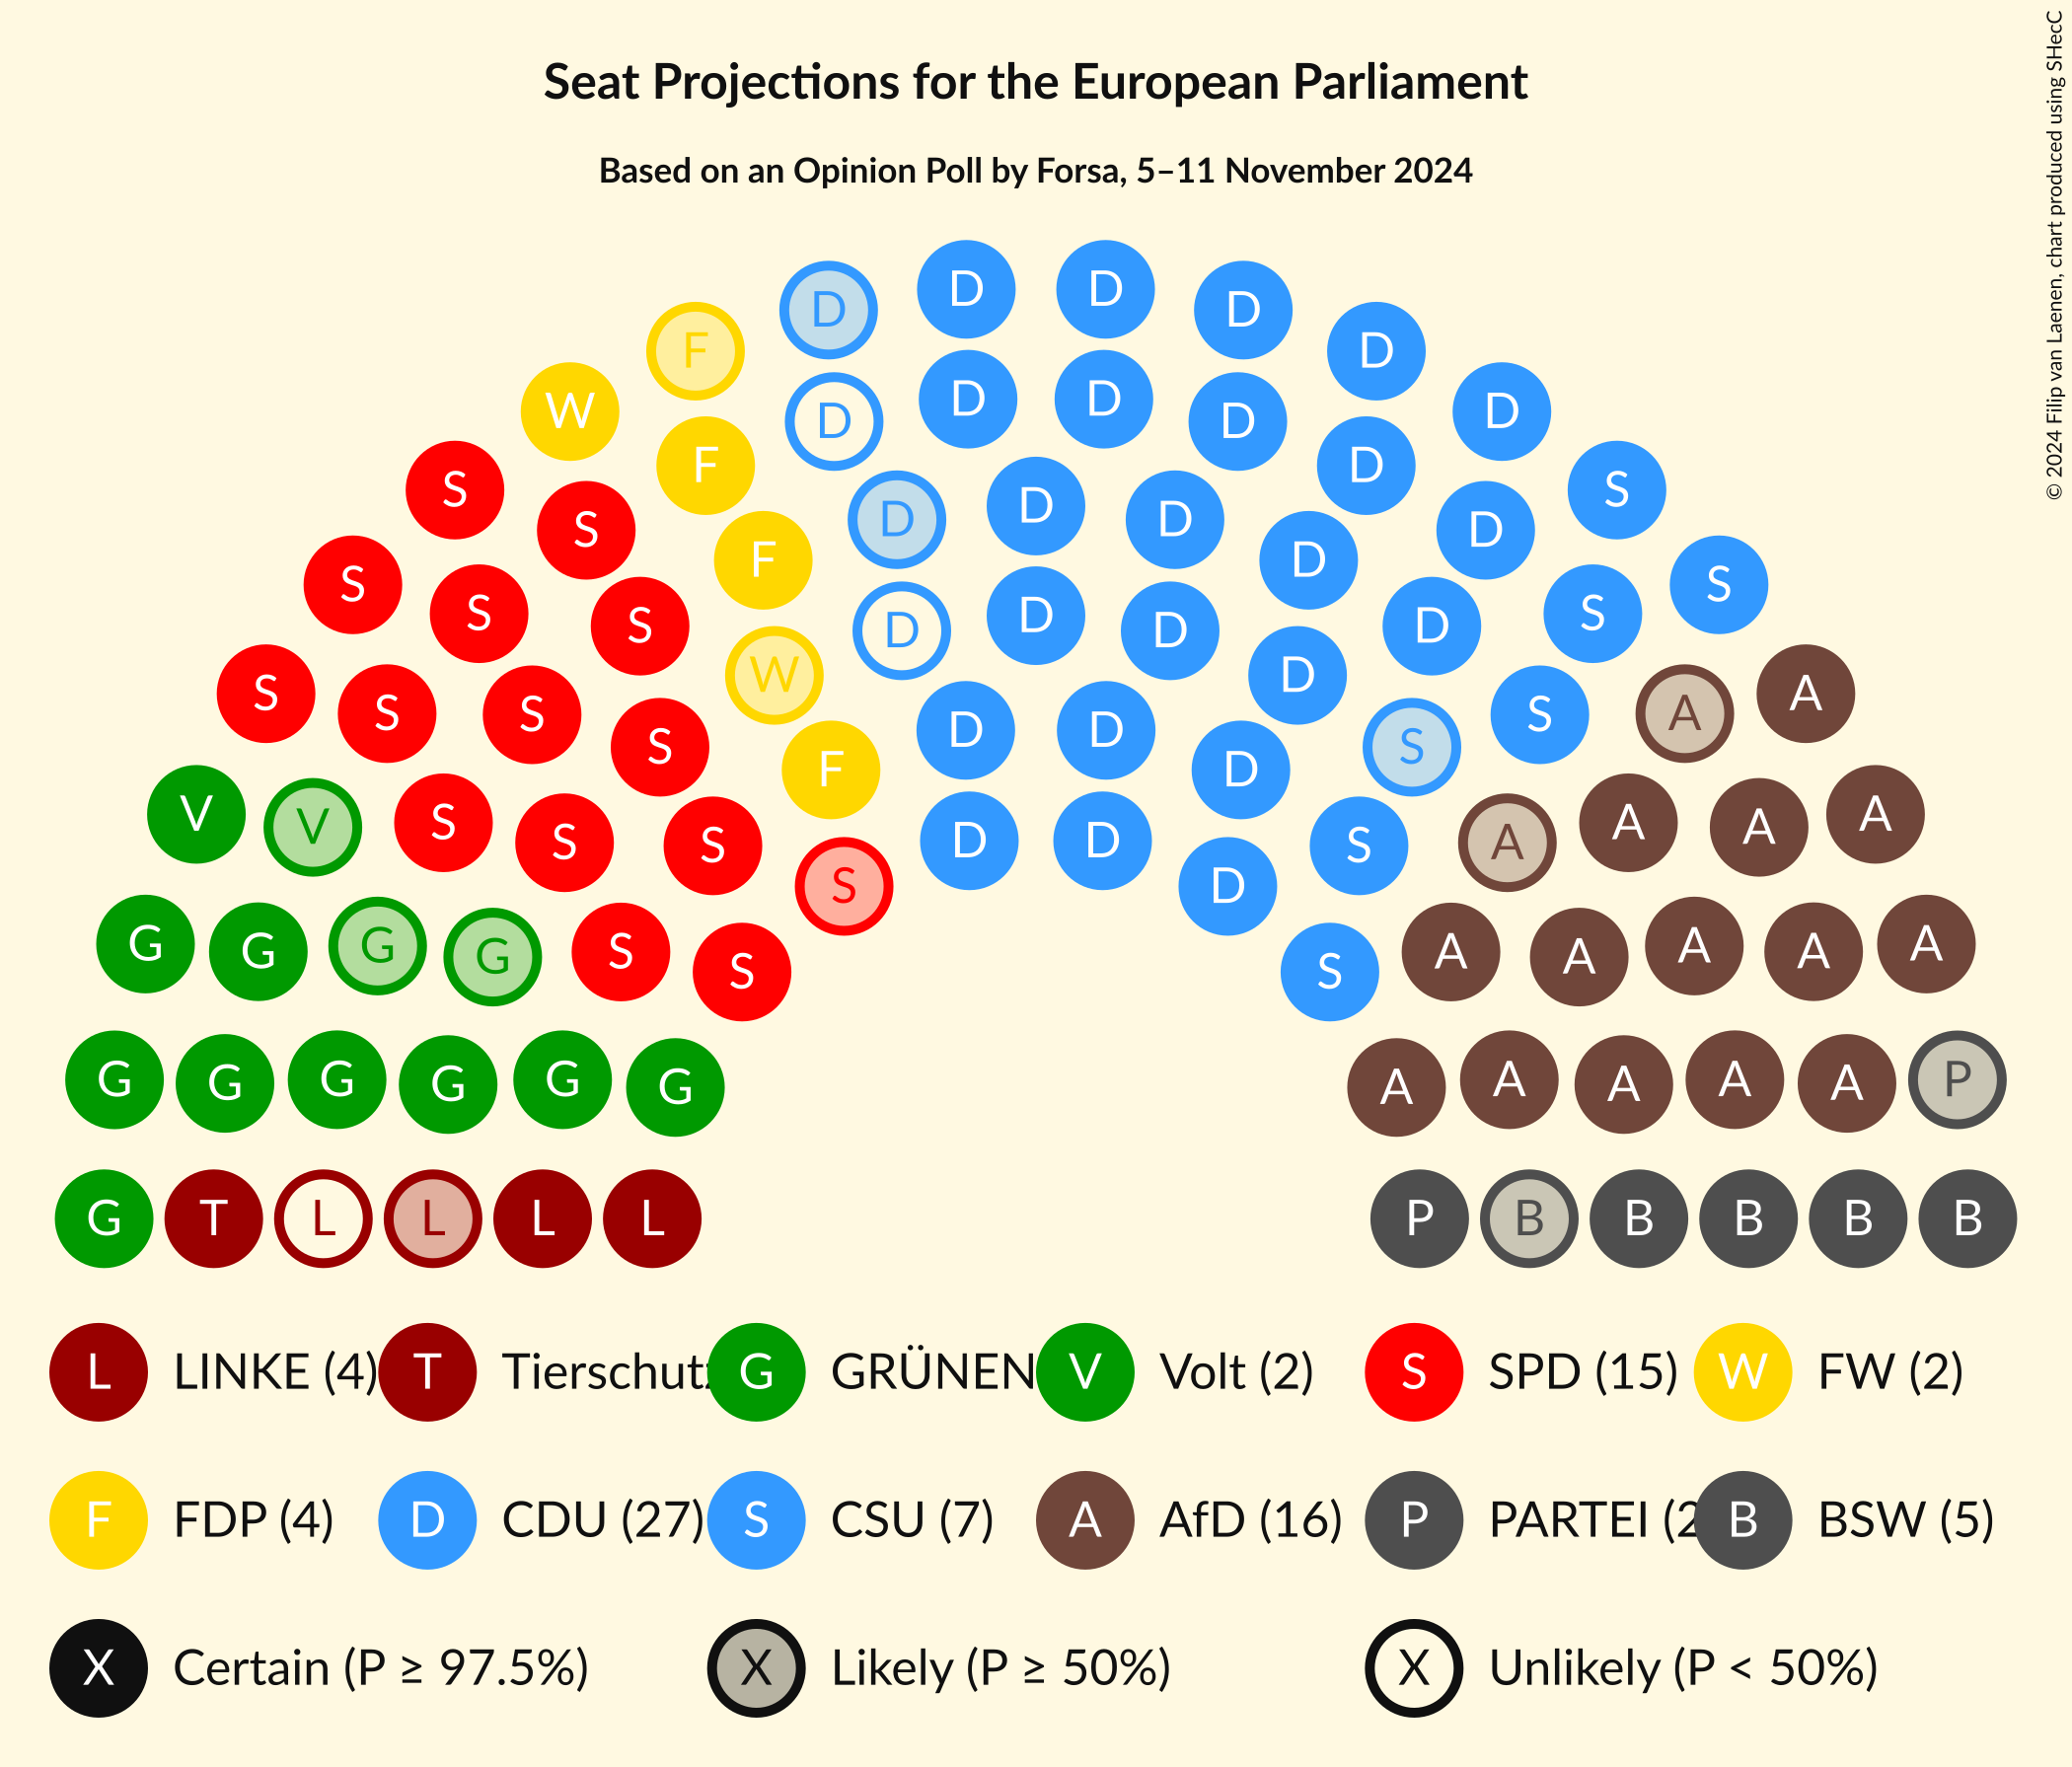 Seat Projections for the European Parliament
Based on an Opinion Poll by Forsa, 5–11 November 2024
© 2024 Filip van Laenen, chart produced using SHecC
D D
D D
F D
D D
W D
D D
F D
S S
D
D D
S D
F D
S S
S D S
S D D D
W D
S A
S S S A
D D
S S
F D
V A
V S A A
S S D D S A
S D
G G G G S A A A A A
S S
G G G G G G A A A A A P
G T L L L L P B B B B B
L LINKE (4) T Tierschutz G GRÜNEN V Volt (2) S SPD (15) W FW (2)
F FDP (4) D CDU (27) S CSU (7) A AfD (16) P PARTEI (2 B BSW (5)
X Certain (P ≥ 97.5%) X Likely (P ≥ 50%) X Unlikely (P < 50%)